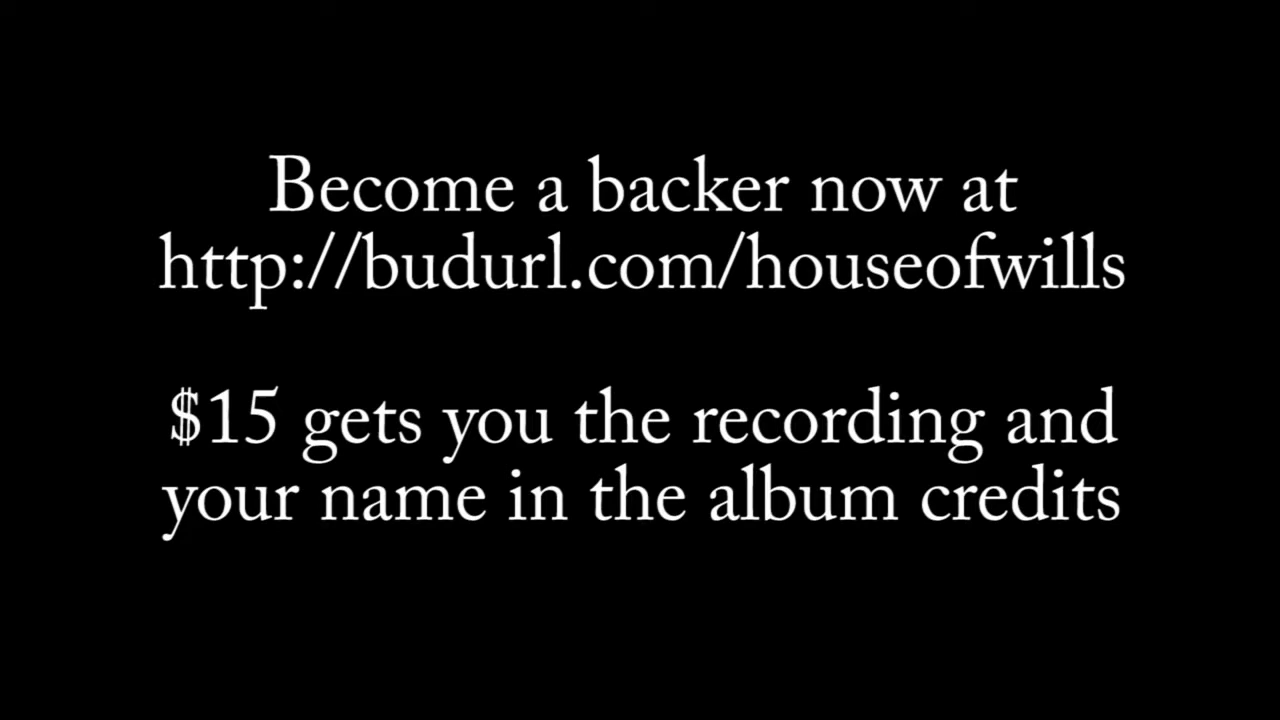 Become a backer now at
http://budurl.com/houseofwills
$15 gets you the recording and
your name in the album credits